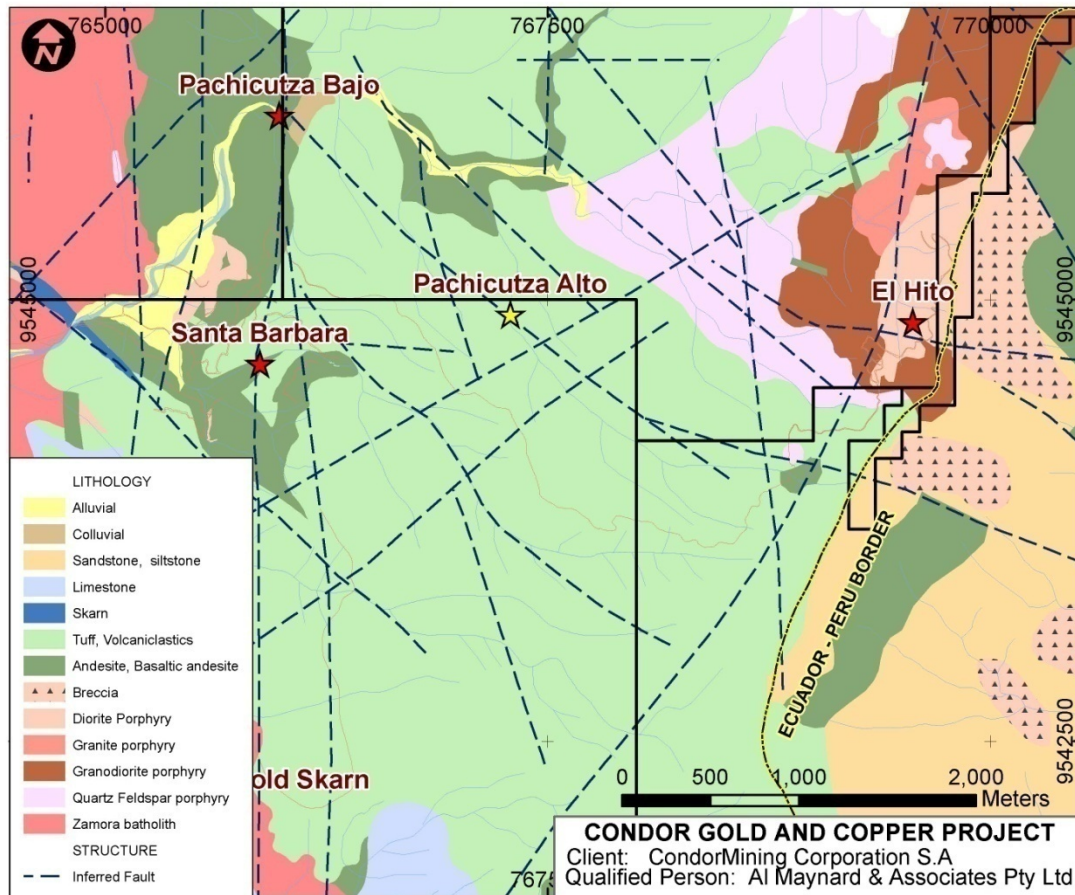 765000
767500
770000
N
Pachicutza Bajo
9545000
Pachicutza Alto
El Hito
9545000
Santa Barbara
LITHOLOGY
Alluvial
Colluvial
Sandstone, siltstone
Limestone
Skarn
Tuff, Volcaniclastics
Andesite, Basaltic andesite
Breccia
Diorite Porphyry
Granite porphyry
Granodiorite porphyry
Quartz Feldspar porphyry
Zamora batholith
STRUCTURE
Inferred Fault
ECUADOR - PERU BORDER
9542500
old Skarn
0 500 1,000 2,000
Meters
7675
CONDOR GOLD AND COPPER PROJECT
Client: CondorMining Corporation S.A
Qualified Person: Al Maynard & Associates Pty Ltd